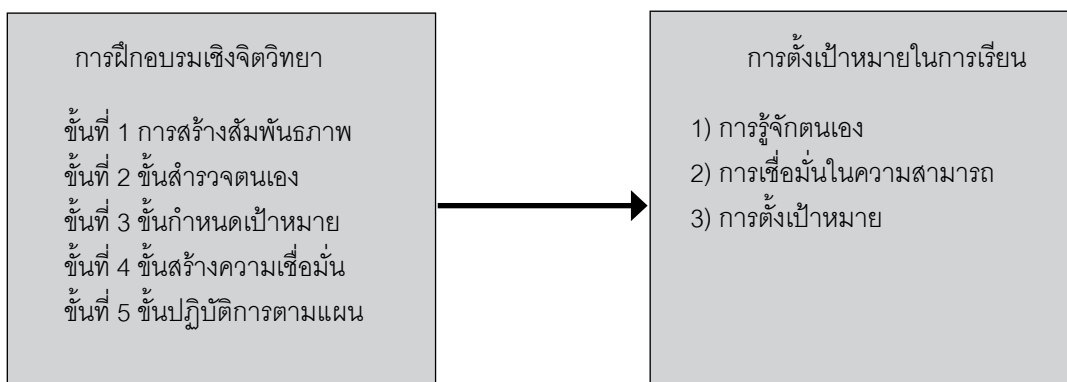 การฝึกอบรมเชิงจิตวิทยา
ขั้นที่ 1 การสร้างสัมพันธภาพ
ขั้นที่ 2 ขั้นสำรวจตนเอง
ขั้นที่ 3 ขั้นกำหนดเป้าหมาย
ขั้นที่ 4 ขั้นสร้างความเชื่อมั่น
ขั้นที่ 5 ขั้นปฏิบัติการตามแผน
การตั้งเป้าหมายในการเรียน
1) การรู้จักตนเอง
2) การเชื่อมั่นในความสามารถ
3) การตั้งเป้าหมาย